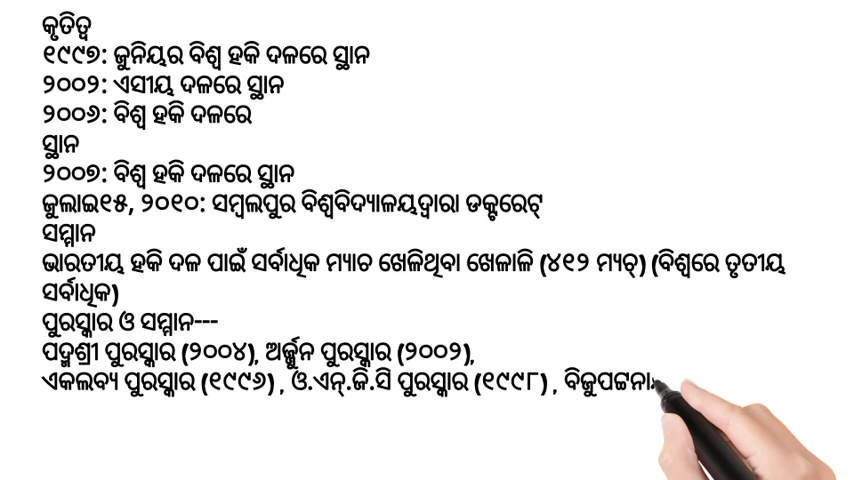 କୃତିତ୍ୱ
୧୯୯୭: ଜୁନିୟର ବିଶ୍ୱ ହକି ଦଳରେ ସ୍ଥାନ
୨୦୦୨: ଏସୀୟ ଦଳରେ ସ୍ଥାନ
୨୦୦୬: ବିଶ୍ୱ ହକି ଦଳରେ
ସ୍ଥାନ
୨୦୦୭: ବିଶ୍ୱ ହକି ଦଳରେ ସ୍ଥାନ
ଜୁଲାଇ୧୫, ୨୦୧୦: ସମ୍ବଲପୁର ବିଶ୍ୱବିଦ୍ୟାଳୟଦ୍ୱାରା ଡକ୍ଟରେଟ୍
ସମ୍ମାନ
ଭାରତୀୟ ହକି ଦଳ ପାଇଁ ସର୍ବାଧିକ ମ୍ୟାଚ ଖେଳିଥିବା ଖେଳାଳି (୪୧୨ ମ୍ୟଚ୍) (ବିଶ୍ୱରେ ତୃତୀୟ
ସର୍ବାଧିକ)
ପୁରସ୍କାର ଓ ସମ୍ମାନ---
ପଦ୍ମଶ୍ରୀ ପୁରସ୍କାର (୨୦୦୪), ଅର୍ଜ୍ଜୁନ ପୁରସ୍କାର (୨୦୦୨),
ଏକଲବ୍ୟ ପୁରସ୍କାର (୧୯୯୬) , ଓ.ଏନ୍.ଜି.ସି ପୁରସ୍କାର (୧୯୯୮) , ବିଜୁପଟ୍ଟନା